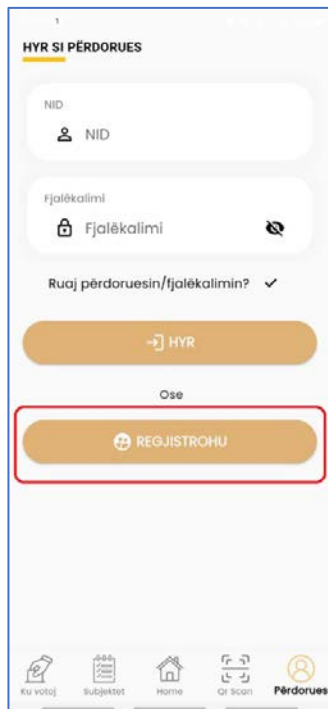 1
HYR SI PËRDORUES
NID
NID
Fjalëkalimi
Fjalëkalimi
Ruaj përdoruesin/fjalëkalimin?
HYR
Ose
REGJISTROHU
Ku votoj Subjektet Home QR Scan Përdorues